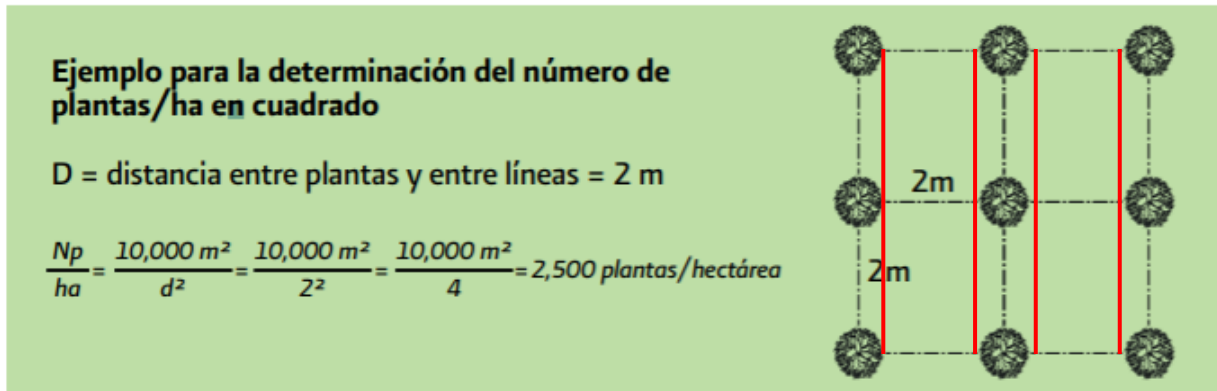 Ejemplo para la determinación del número de
plantas/ha en cuadrado
D = distancia entre plantas y entre líneas = 2 m
Np/ha = 10,000 m²/d² = 10,000 m²/2² = 10,000 m²/4 = 2,500 plantas/hectárea
2m
2m